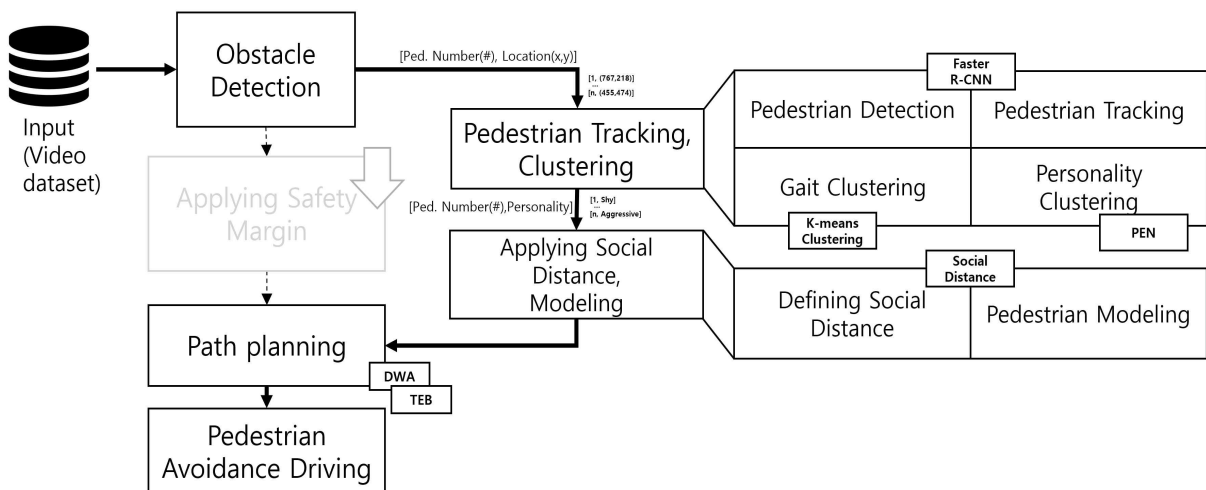 Obstacle
Detection
[Ped. Number(#), Location(x,y)]
[1, (767,218)]
...
[n, (455,474)]
Input
(Video
dataset)
Faster
R-CNN
Pedestrian Detection
Pedestrian Tracking
Pedestrian Tracking,
Clustering
Applying Safety
Margin
Gait Clustering
Personality
Clustering
[Ped. Number(#),Personality]
[1, Shy]
...
[n, Aggressive]
K-means
Clustering
PEN
Applying Social
Distance,
Modeling
Social
Distance
Defining Social
Distance
Pedestrian Modeling
Path planning
DWA
TEB
Pedestrian
Avoidance Driving